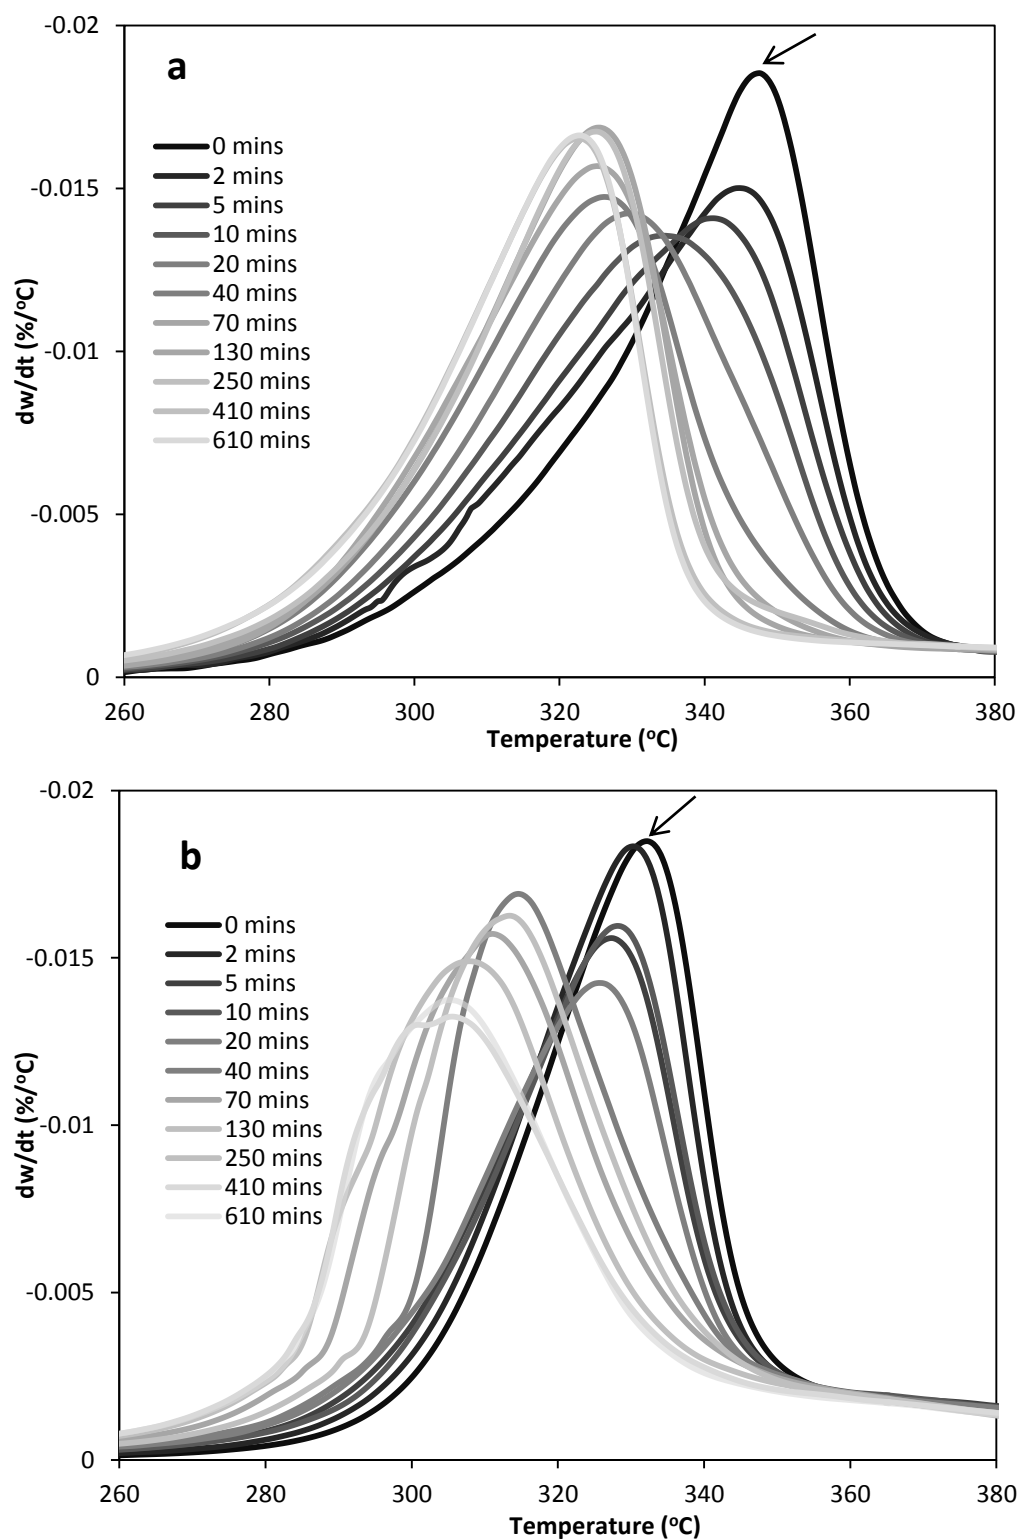 -0.02
a
0 mins
2 mins
5 mins
10 mins
20 mins
40 mins
70 mins
130 mins
250 mins
410 mins
610 mins
-0.015
-0.01
-0.005
0
dw/dt (%/°C)
260 280 300 320 340 360 380
Temperature (°C)
-0.02
b
0 mins
2 mins
5 mins
10 mins
20 mins
40 mins
70 mins
130 mins
250 mins
410 mins
610 mins
-0.015
-0.01
-0.005
0
dw/dt (%/°C)
260 280 300 320 340 360 380
Temperature (°C)